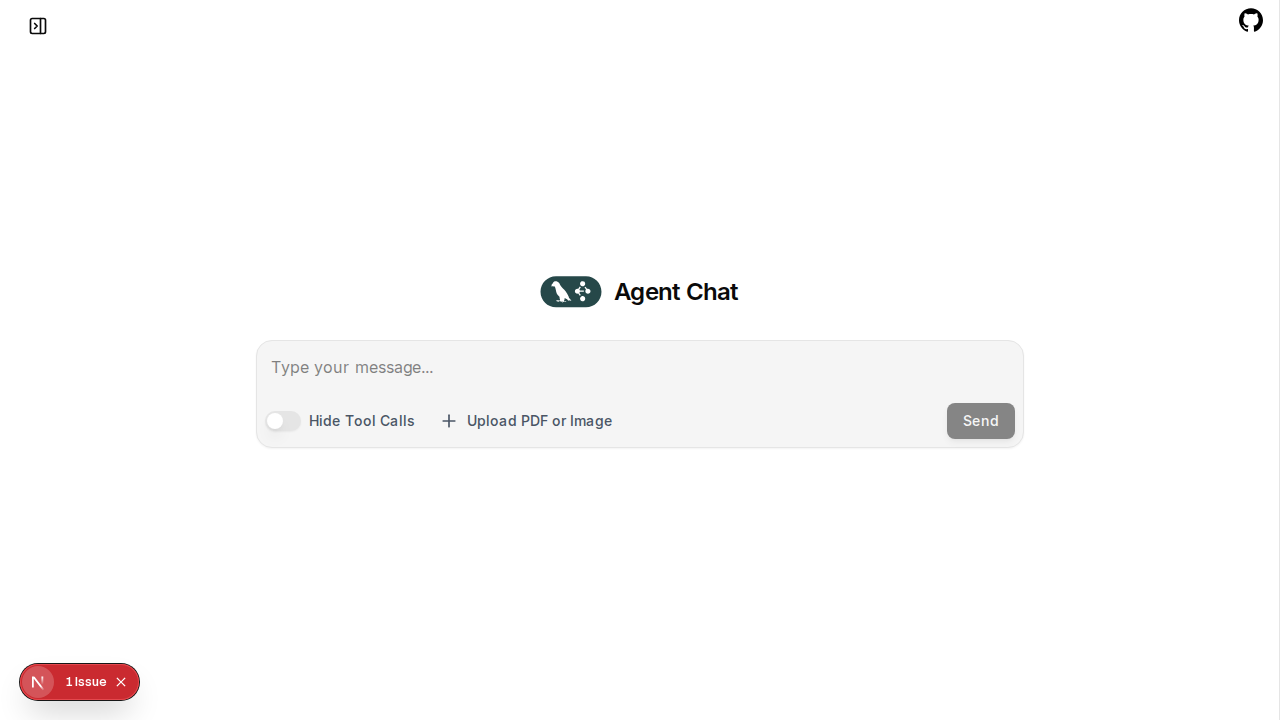 Agent Chat
Type your message...
Hide Tool Calls
Upload PDF or Image
Send
1 Issue